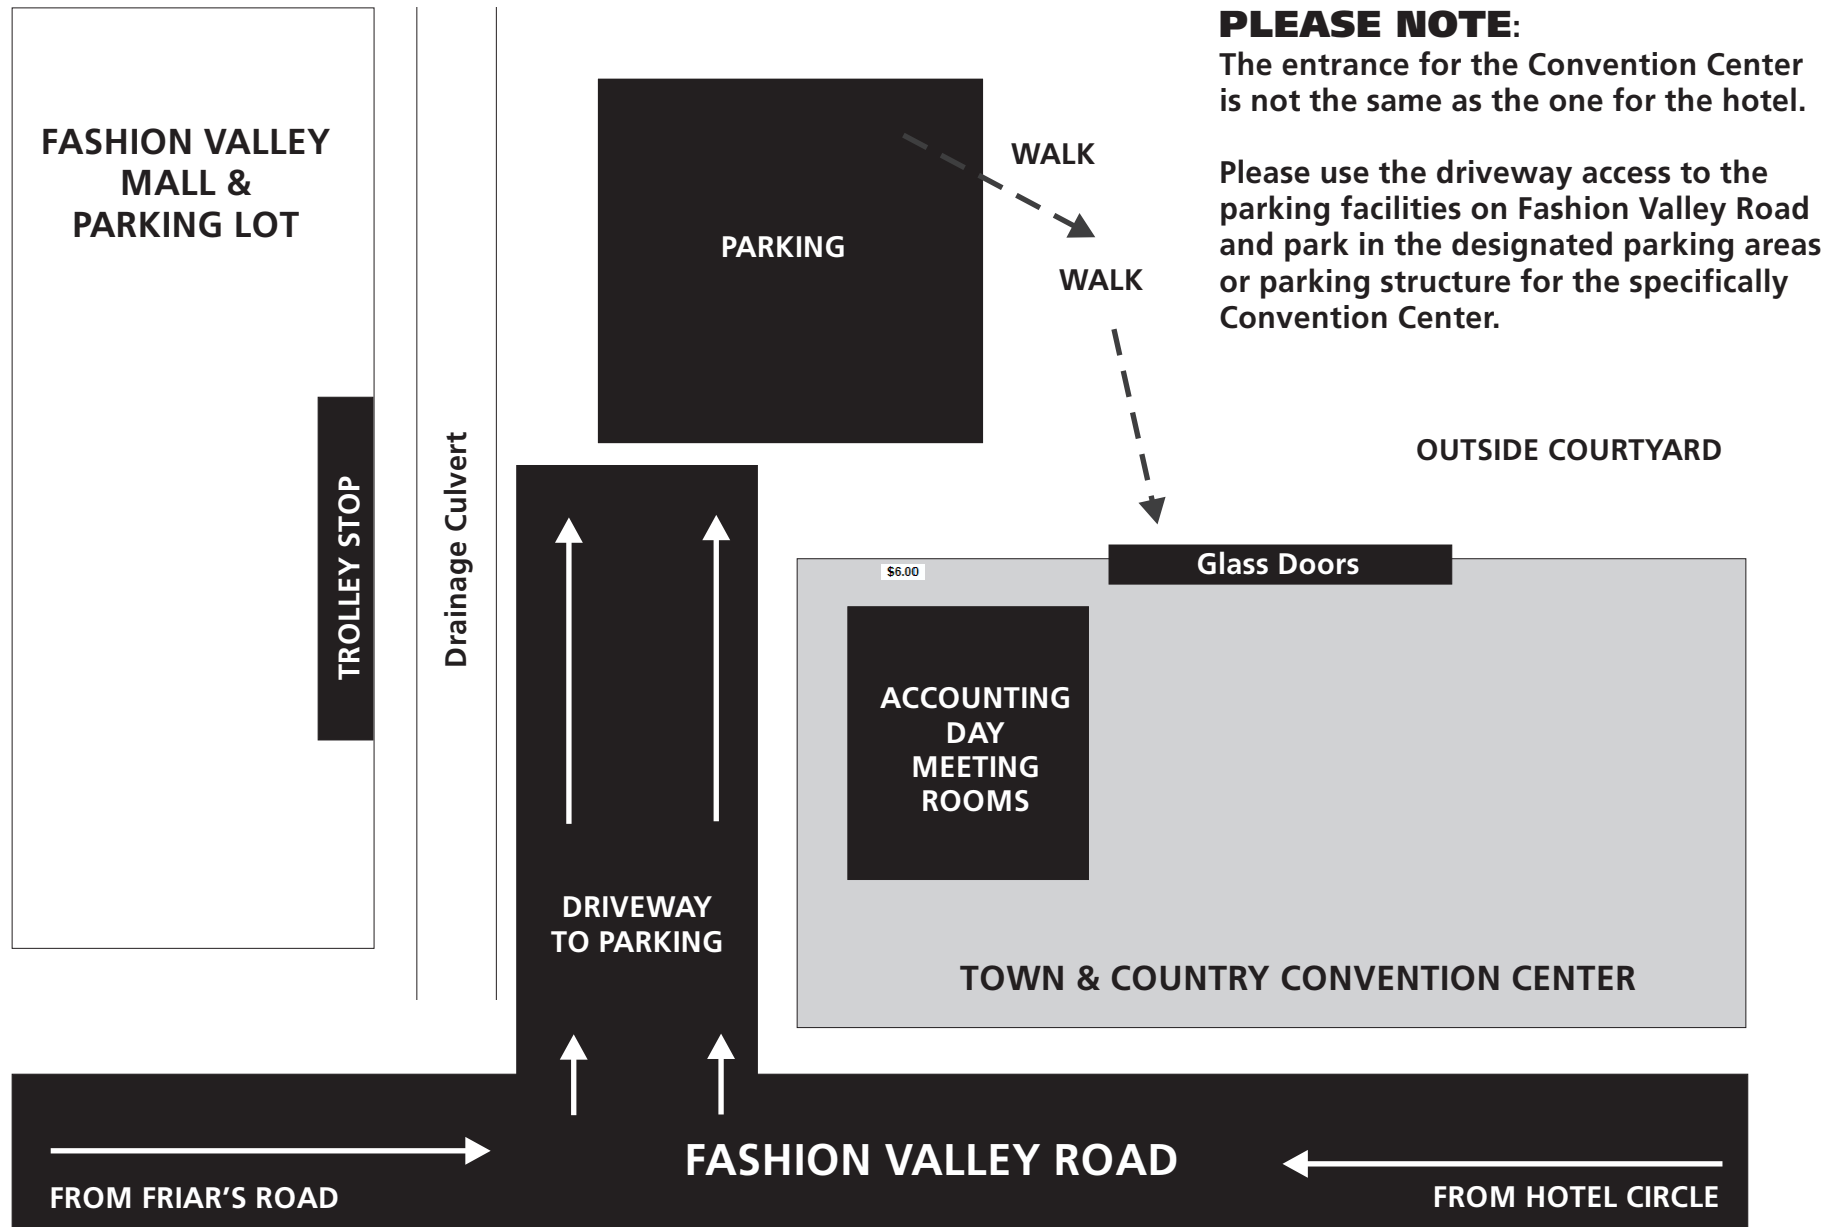 PLEASE NOTE:
The entrance for the Convention Center
is not the same as the one for the hotel.
Please use the driveway access to the
parking facilities on Fashion Valley Road
and park in the designated parking areas
or parking structure for the specifically
Convention Center.
FASHION VALLEY
MALL &
PARKING LOT
WALK
PARKING
WALK
OUTSIDE COURTYARD
TROLLEY STOP
Drainage Culvert
Glass Doors
$6.00
ACCOUNTING
DAY
MEETING
ROOMS
DRIVEWAY
TO PARKING
TOWN & COUNTRY CONVENTION CENTER
FASHION VALLEY ROAD
FROM FRIAR’S ROAD
FROM HOTEL CIRCLE